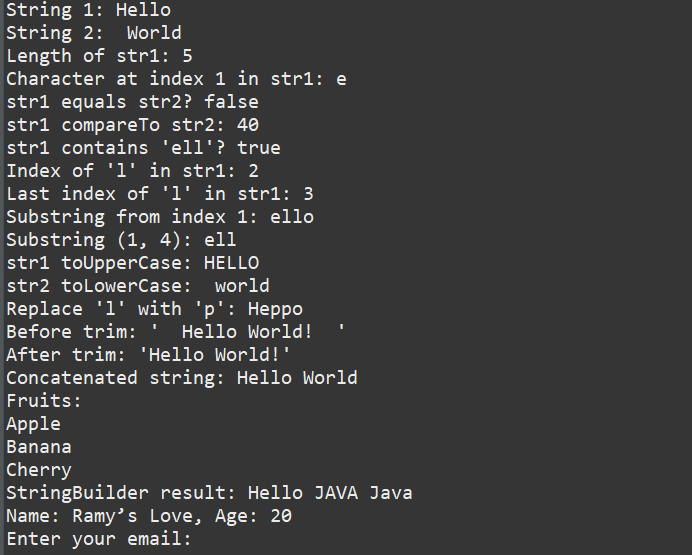 String 1: Hello
String 2:  World
Length of str1: 5
Character at index 1 in str1: e
str1 equals str2? false
str1 compareTo str2: 40
str1 contains 'ell'? true
Index of 'l' in str1: 2
Last index of 'l' in str1: 3
Substring from index 1: ello
Substring (1, 4): ell
str1 toUpperCase: HELLO
str2 toLowerCase:  world
Replace 'l' with 'p': Heppo
Before trim: '  Hello World!  '
After trim: 'Hello World!'
Concatenated string: Hello World
Fruits:
Apple
Banana
Cherry
StringBuilder result: Hello JAVA Java
Name: Ramy’s Love, Age: 20
Enter your email: